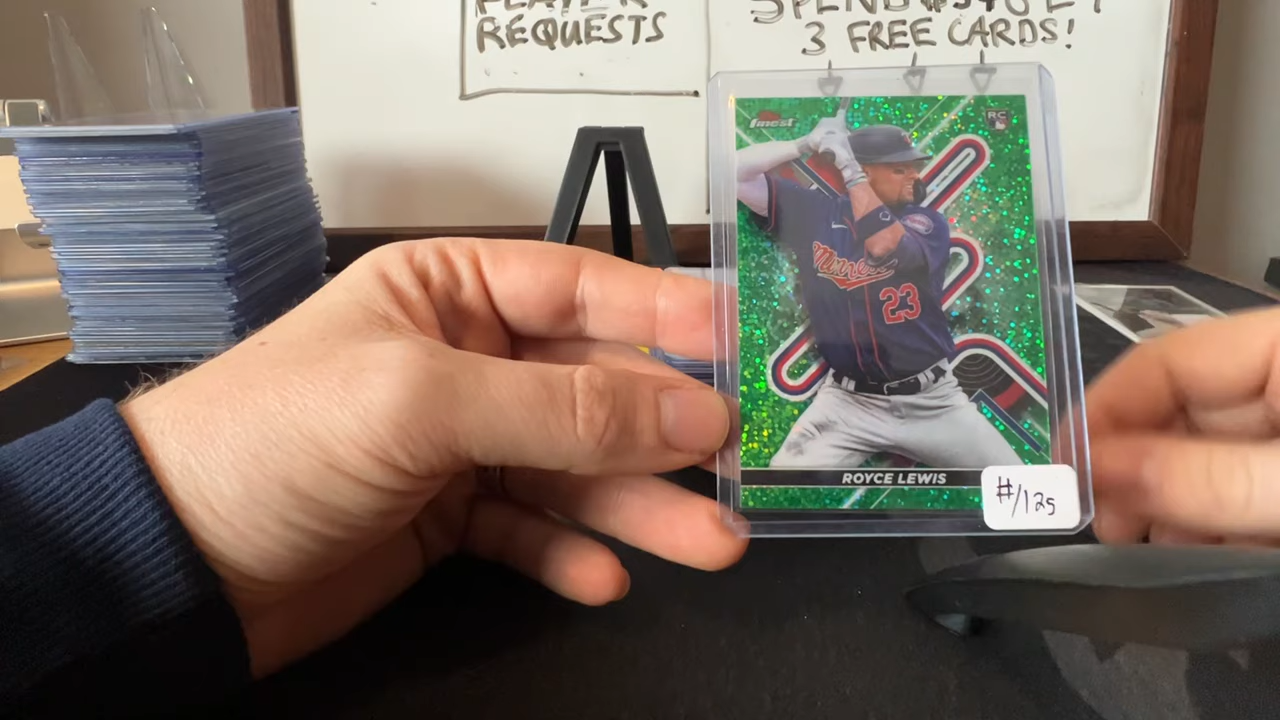 REQUESTS
3 FREE CARDS!
finest
RC
Minnesota
23
ROYCE LEWIS
#/125